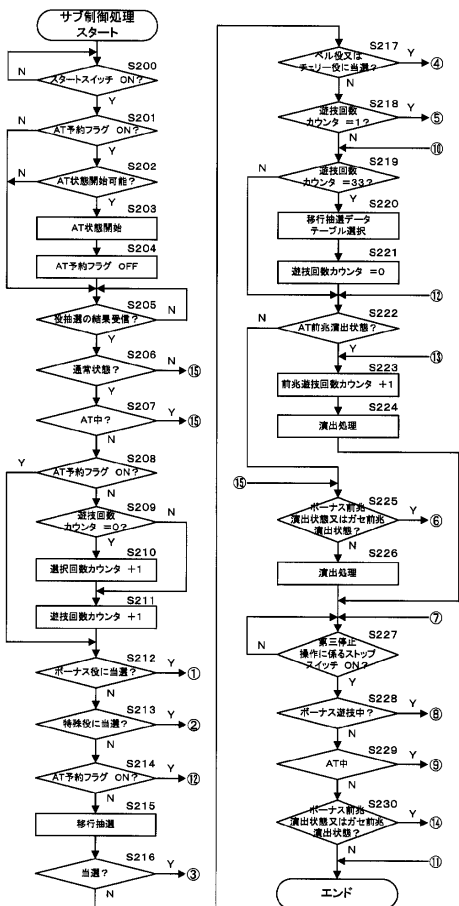 サブ制御処理
スタート
S200
スタートスイッチ ON?
N
Y
S201
AT予約フラグ ON?
N
Y
S202
AT状態開始可能?
N
Y
S203
AT状態開始
S204
AT予約フラグ OFF
S205
役抽選の結果受信?
N
Y
S206
通常状態?
N
⑮
Y
S207
AT中?
Y
⑮
N
S208
AT予約フラグ ON?
Y
N
S209
遊技回数
カウンタ =0?
N
Y
S210
選択回数カウンタ +1
S211
遊技回数カウンタ +1
S212
ボーナス役に当選?
Y
①
N
S213
特殊役に当選?
Y
②
N
S214
AT予約フラグ ON?
Y
⑫
N
S215
移行抽選
S216
当選?
Y
③
N
S217
ベル役又は
チェリー役に当選?
Y
④
N
S218
遊技回数
カウンタ =1?
Y
⑤
N
⑩
S219
遊技回数
カウンタ =33?
N
Y
S220
移行抽選データ
テーブル選択
S221
遊技回数カウンタ =0
⑫
S222
AT前兆演出状態?
N
Y
⑬
S223
前兆遊技回数カウンタ +1
S224
演出処理
⑮
S225
ボーナス前兆
演出状態又はガセ前兆
演出状態?
Y
⑥
N
S226
演出処理
⑦
S227
第三停止
操作に係るストップ
スイッチ ON?
N
Y
S228
ボーナス遊技中?
Y
⑧
N
S229
AT中
Y
⑨
N
S230
ボーナス前兆
演出状態又はガセ前兆
演出状態?
Y
⑭
N
⑪
エンド